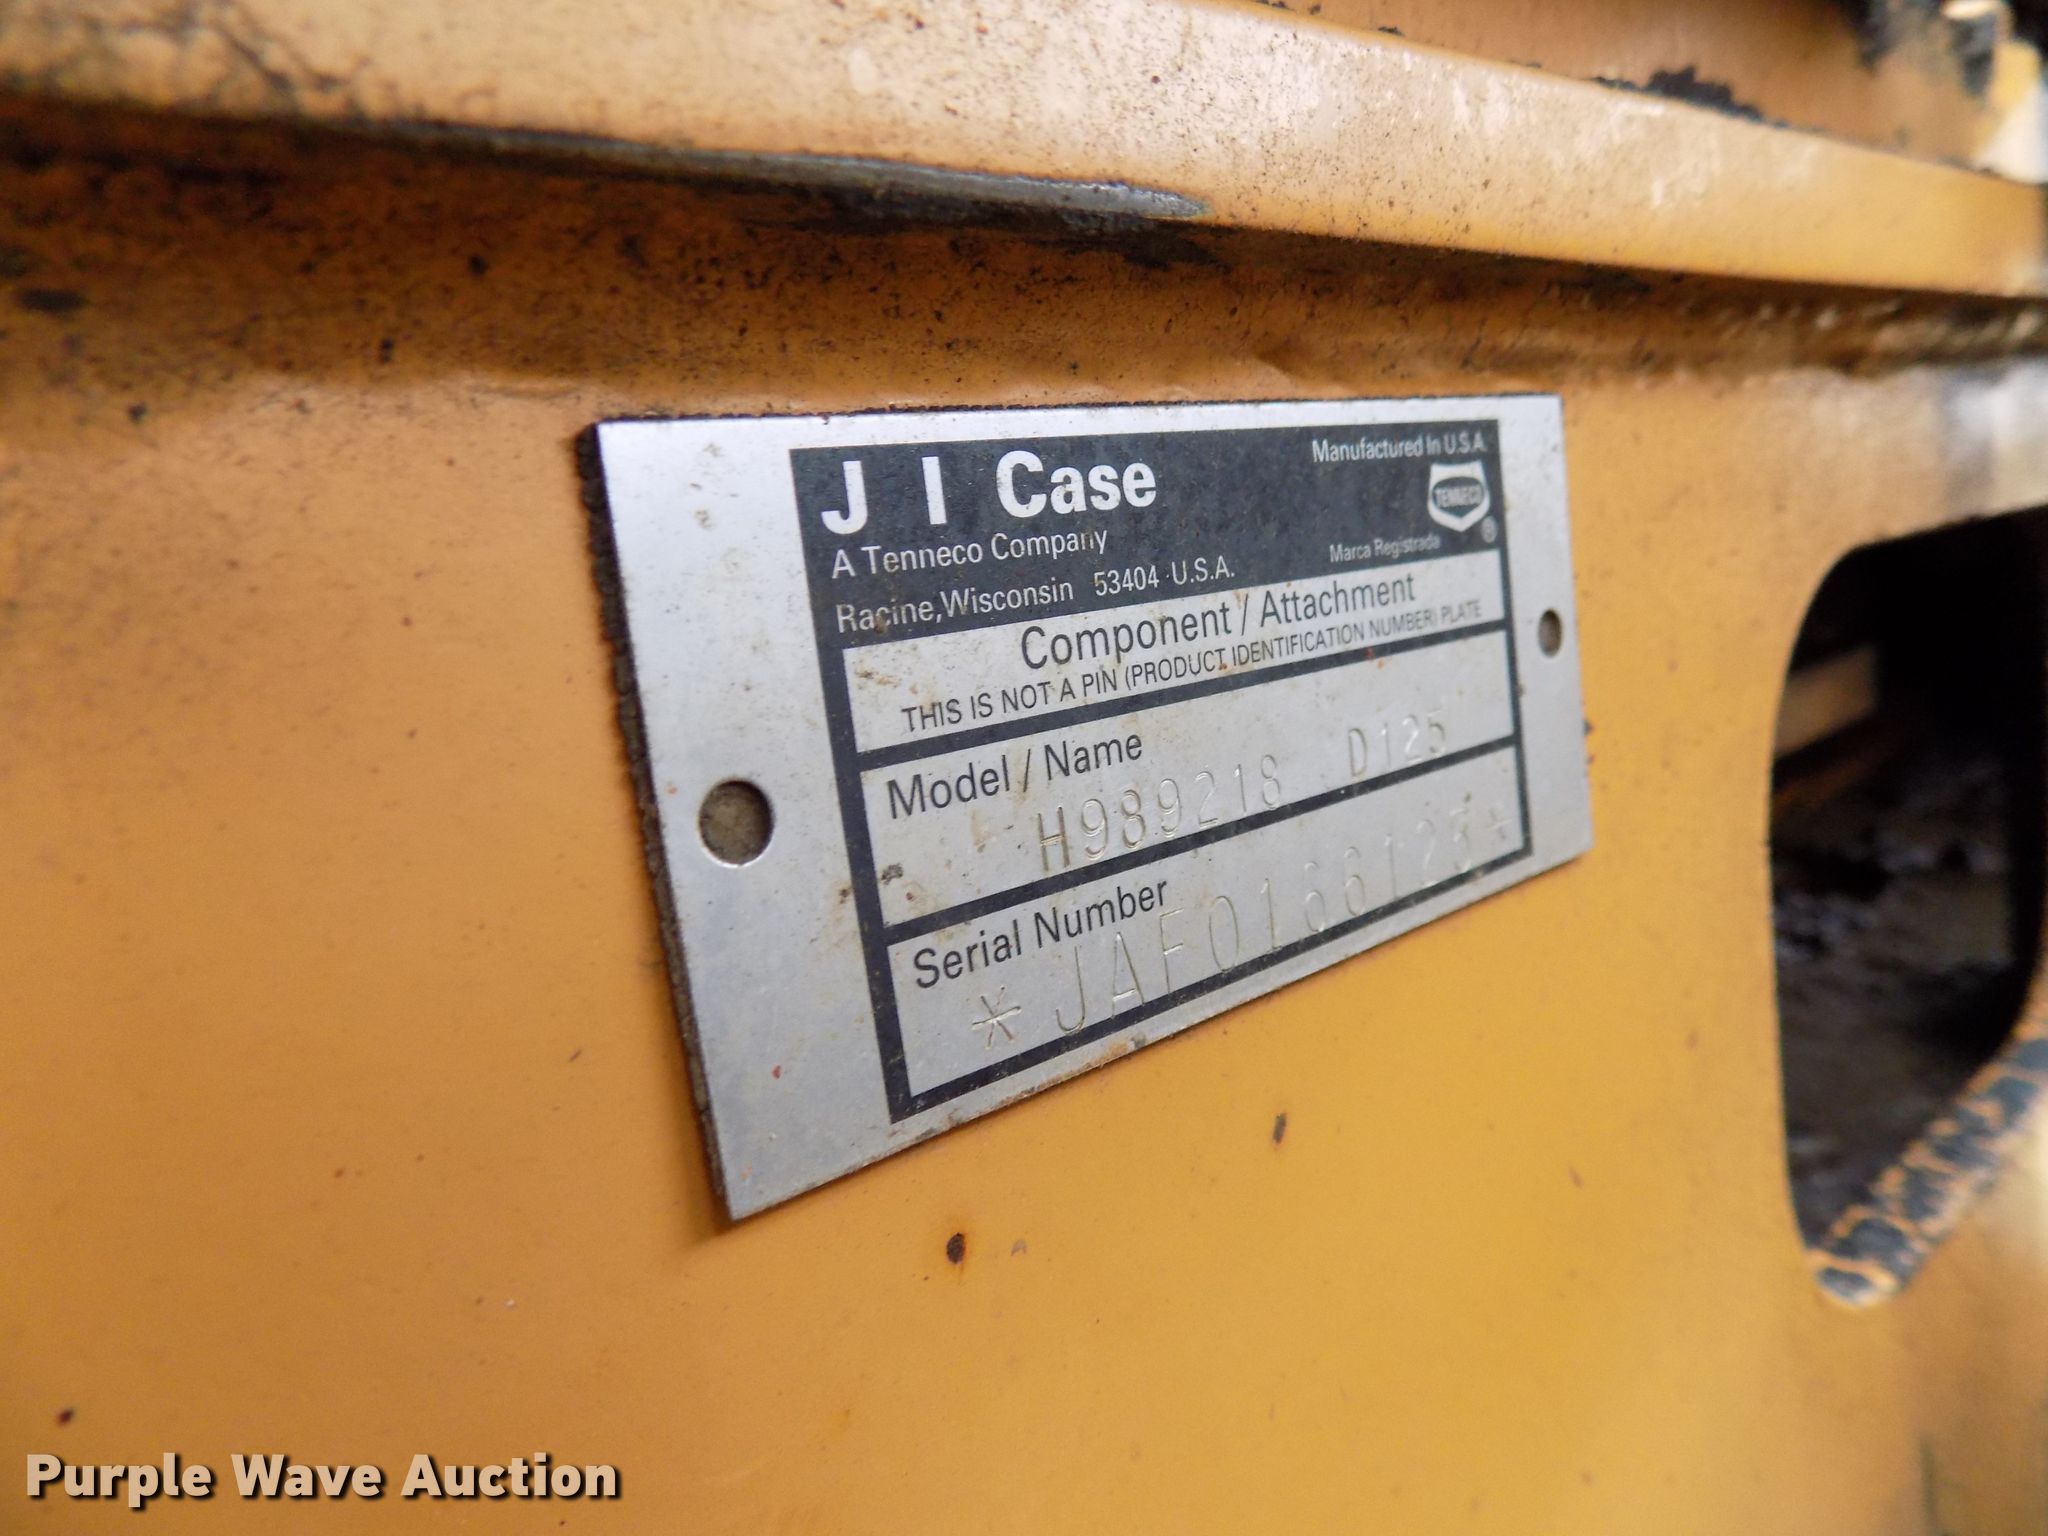 J I Case
Manufactured In U.S.A.
TENNECO
®
A Tenneco Company
Marca Registrada
Racine, Wisconsin 53404 U.S.A.
Component / Attachment
THIS IS NOT A PIN (PRODUCT IDENTIFICATION NUMBER) PLATE
Model / Name
H989218 D125
Serial Number
*JAF0166123*
Purple Wave Auction